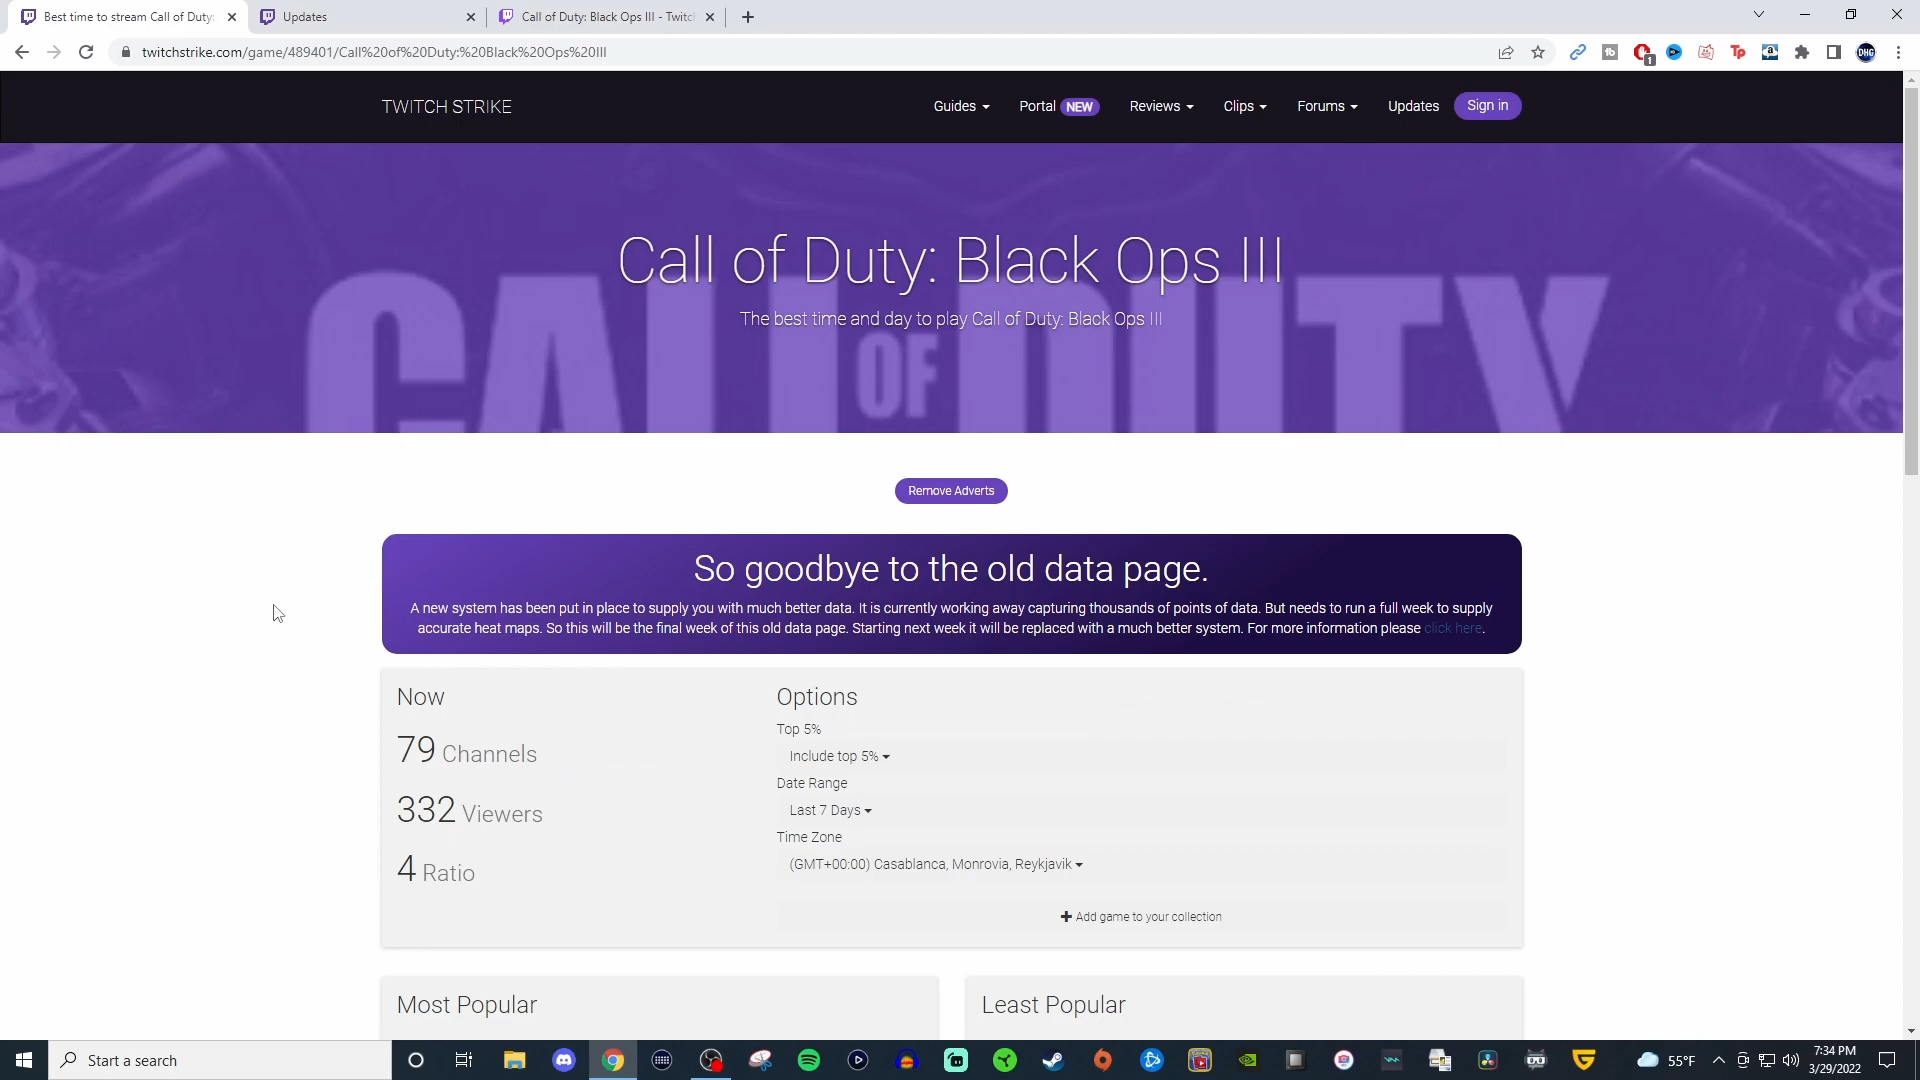 Best time to stream Call of Duty:
Updates
Call of Duty: Black Ops III - Twitc
twitchstrike.com/game/489401/Call%20of%20Duty:%20Black%20Ops%20III
TWITCH STRIKE
Guides
Portal NEW
Reviews
Clips
Forums
Updates
Sign in
CALL OF DUTY
Call of Duty: Black Ops III
The best time and day to play Call of Duty: Black Ops III
Remove Adverts
So goodbye to the old data page.
A new system has been put in place to supply you with much better data. It is currently working away capturing thousands of points of data. But needs to run a full week to supply
accurate heat maps. So this will be the final week of this old data page. Starting next week it will be replaced with a much better system. For more information please click here.
Now
79 Channels
332 Viewers
4 Ratio
Options
Top 5%
Include top 5%
Date Range
Last 7 Days
Time Zone
(GMT+00:00) Casablanca, Monrovia, Reykjavik
Add game to your collection
Most Popular
Least Popular
Start a search
55°F
7:34 PM
3/29/2022